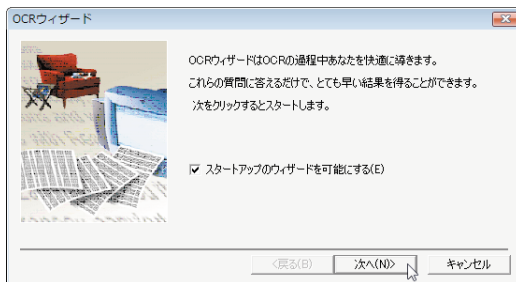 OCRウィザード
OCRウィザードはOCRの過程中あなたを快適に導きます。
これらの質問に答えるだけで、とても早い結果を得ることができます。
次をクリックするとスタートします。
スタートアップのウィザードを可能にする(E)
<戻る(B)
次へ(N)>
キャンセル